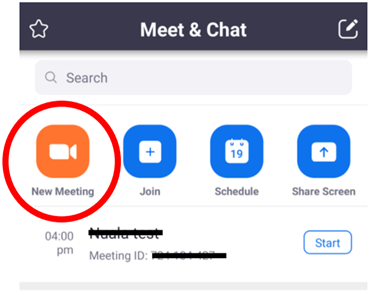 Meet & Chat
Search
19
New Meeting Join Schedule Share Screen
04:00 pm
Meeting ID:
Start